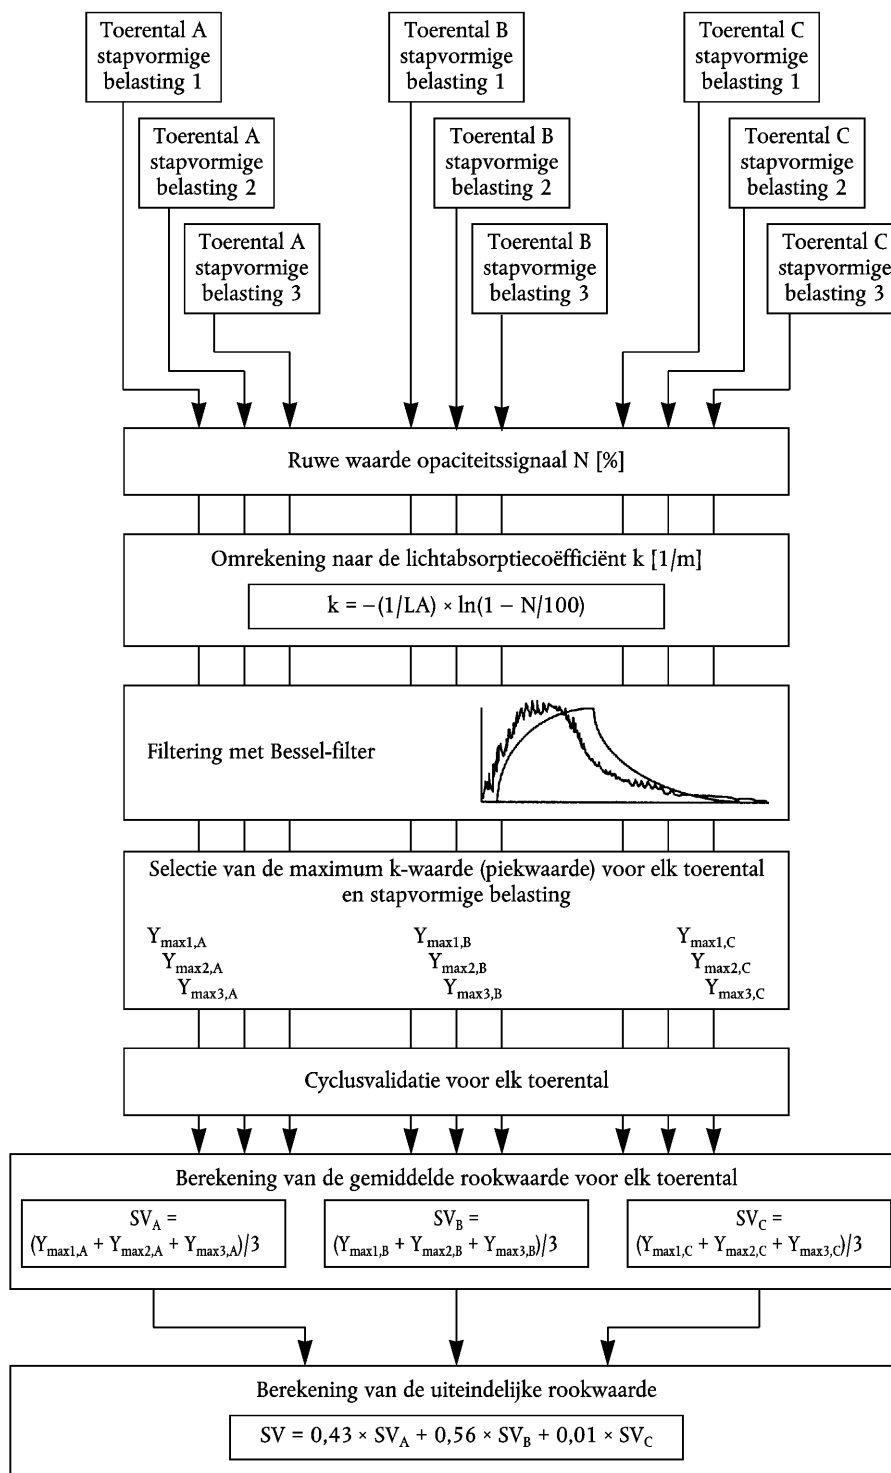 Toerental A
stapvormige
belasting 1
Toerental B
stapvormige
belasting 1
Toerental C
stapvormige
belasting 1
Toerental A
stapvormige
belasting 2
Toerental B
stapvormige
belasting 2
Toerental C
stapvormige
belasting 2
Toerental A
stapvormige
belasting 3
Toerental B
stapvormige
belasting 3
Toerental C
stapvormige
belasting 3
Ruwe waarde opaciteitssignaal N [%]
Omrekening naar de lichtabsorptiecoëfficiënt k [1/m]
k = −(1/LA) × ln(1 − N/100)
Filtering met Bessel-filter
Selectie van de maximum k-waarde (piekwaarde) voor elk toerental
en stapvormige belasting
Ymax1,A Ymax1,B Ymax1,C
Ymax2,A Ymax2,B Ymax2,C
Ymax3,A Ymax3,B Ymax3,C
Cyclusvalidatie voor elk toerental
Berekening van de gemiddelde rookwaarde voor elk toerental
SVA =
(Ymax1,A + Ymax2,A + Ymax3,A)/3
SVB =
(Ymax1,B + Ymax2,B + Ymax3,B)/3
SVC =
(Ymax1,C + Ymax2,C + Ymax3,C)/3
Berekening van de uiteindelijke rookwaarde
SV = 0,43 × SVA + 0,56 × SVB + 0,01 × SVC